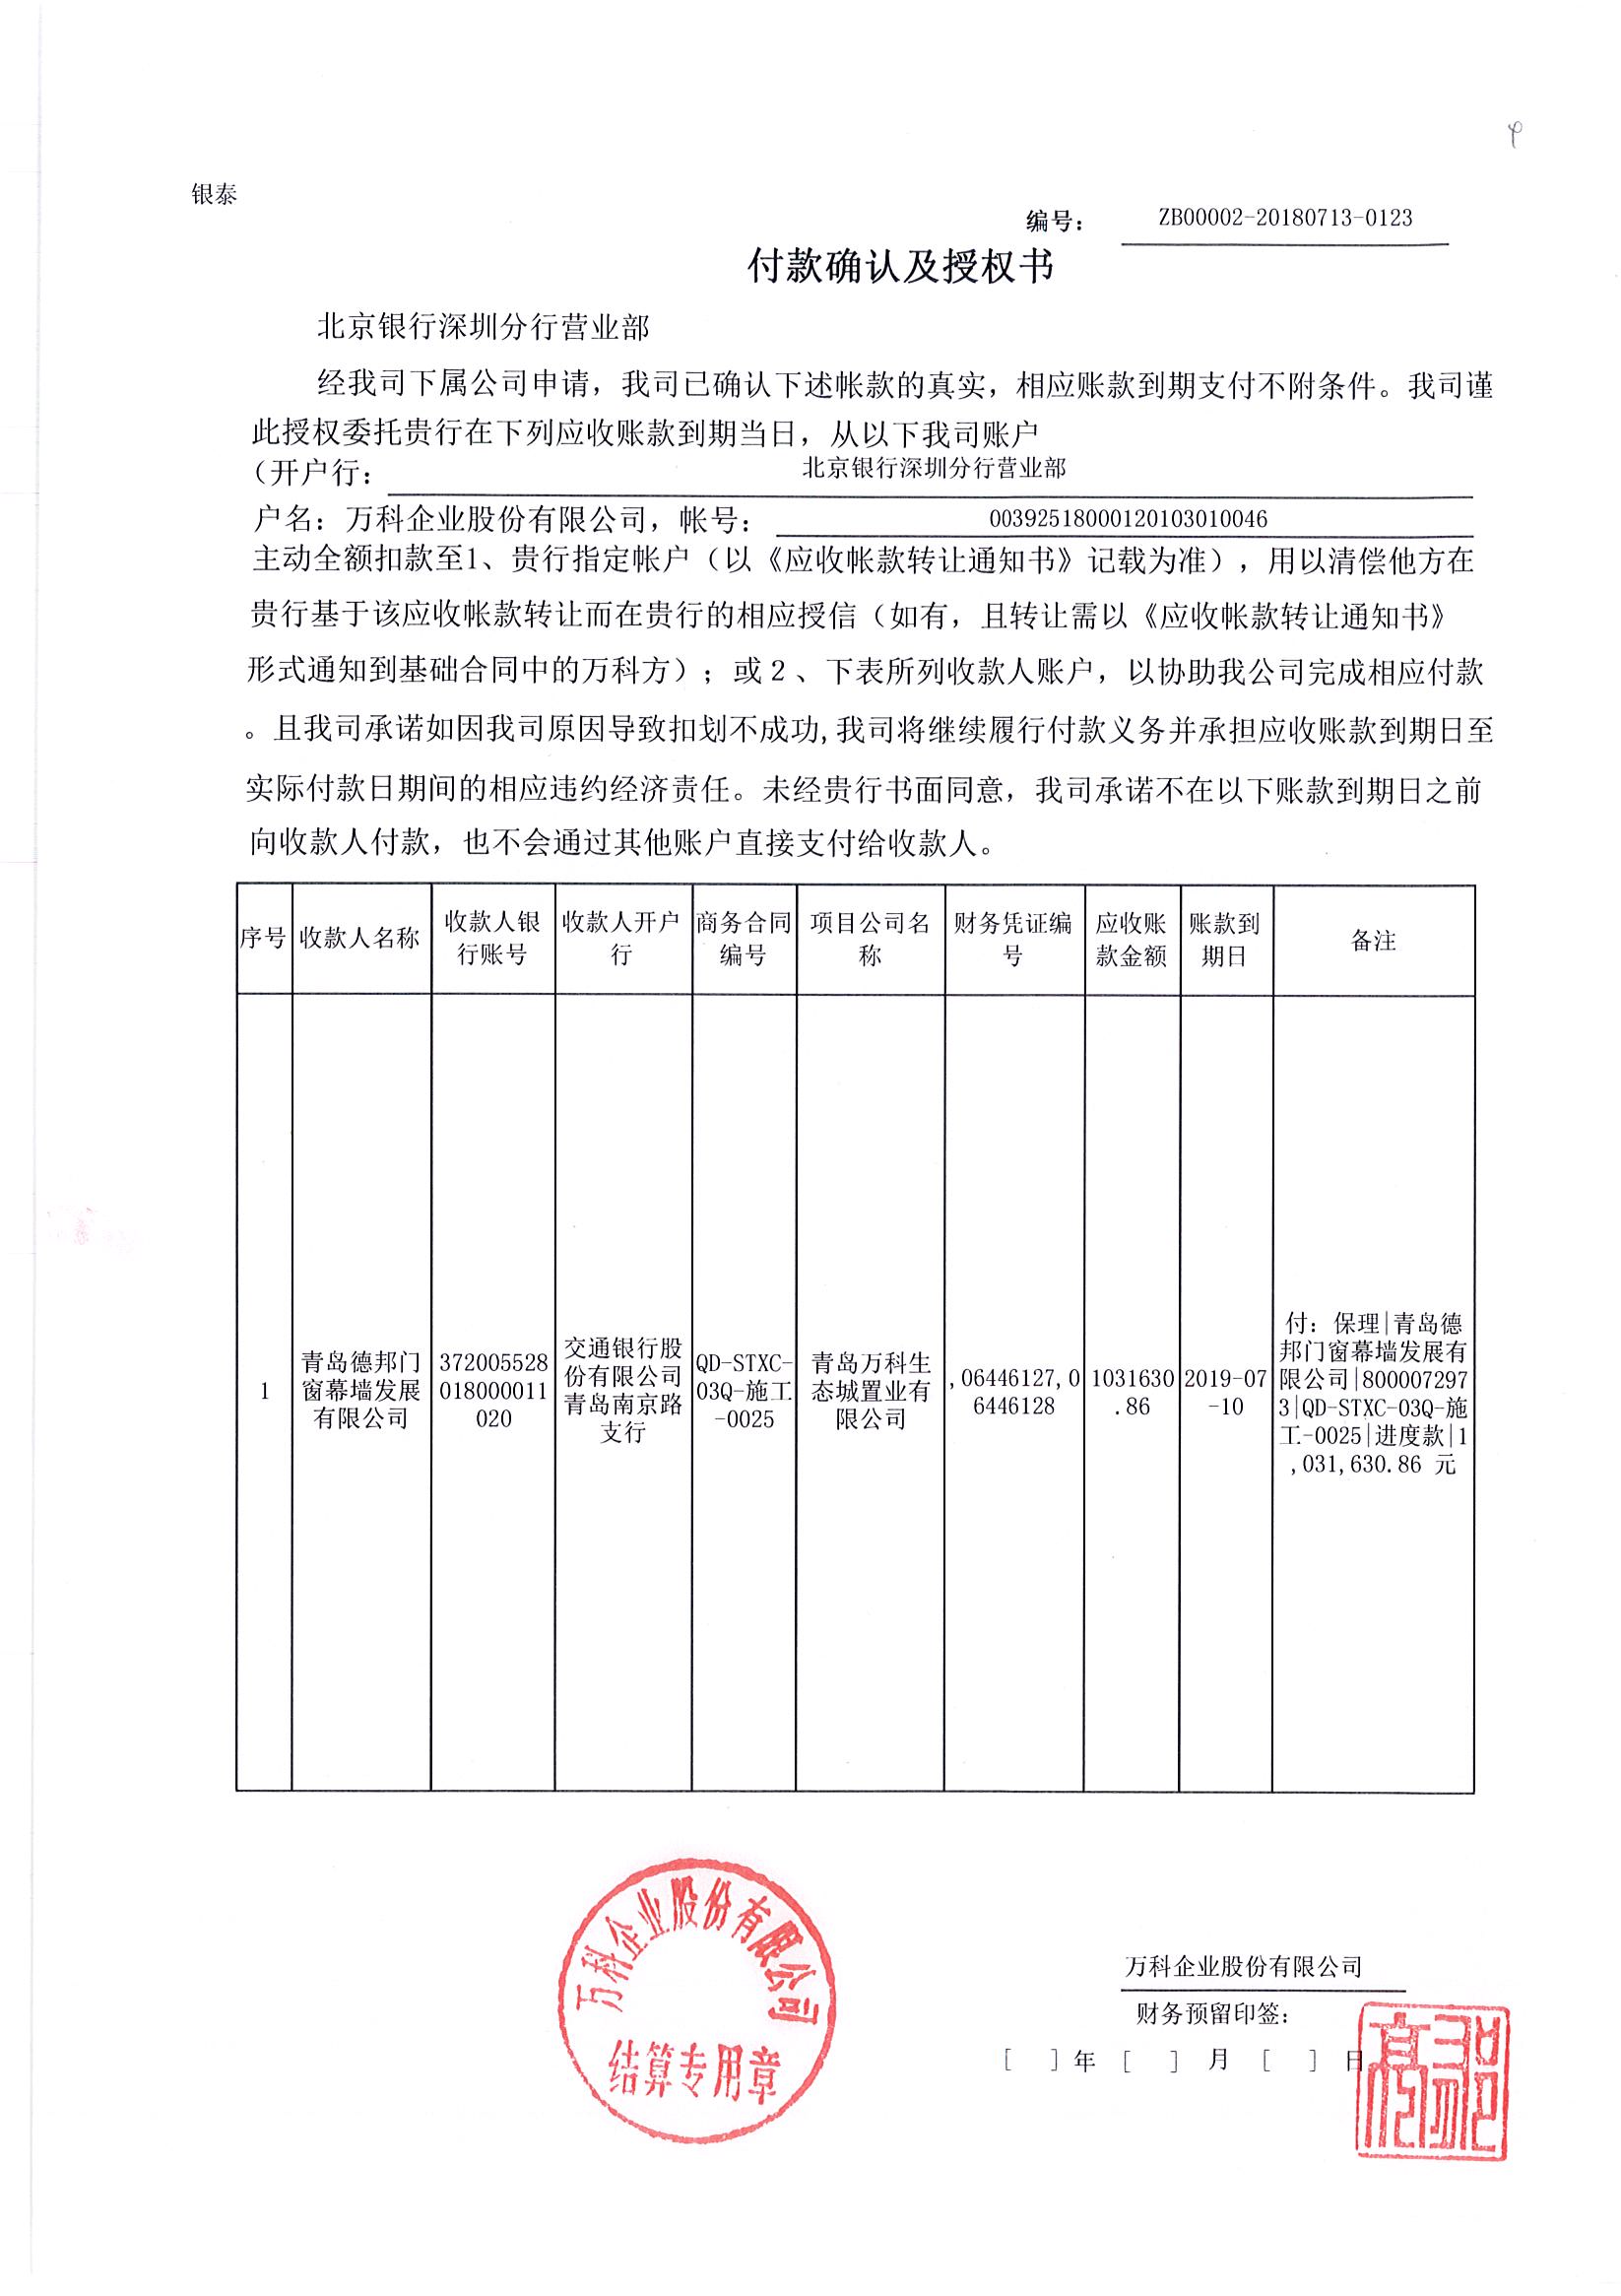 银泰
编号： ZB00002-20180713-0123
付款确认及授权书
北京银行深圳分行营业部
经我司下属公司申请，我司已确认下述帐款的真实，相应账款到期支付不附条件。我司谨
此授权委托贵行在下列应收账款到期当日，从以下我司账户
（开户行： 北京银行深圳分行营业部
户名：万科企业股份有限公司，帐号： 00392518000120103010046
主动全额扣款至1、贵行指定帐户（以《应收帐款转让通知书》记载为准），用以清偿他方在
贵行基于该应收帐款转让而在贵行的相应授信（如有，且转让需以《应收帐款转让通知书》
形式通知到基础合同中的万科方）；或２、下表所列收款人账户，以协助我公司完成相应付款
。且我司承诺如因我司原因导致扣划不成功,我司将继续履行付款义务并承担应收账款到期日至
实际付款日期间的相应违约经济责任。未经贵行书面同意，我司承诺不在以下账款到期日之前
向收款人付款，也不会通过其他账户直接支付给收款人。
序号
收款人名称
收款人银
行账号
收款人开户
行
商务合同
编号
项目公司名
称
财务凭证编
号
应收账
款金额
账款到
期日
备注
1
青岛德邦门
窗幕墙发展
有限公司
372005528
018000011
020
交通银行股
份有限公司
青岛南京路
支行
QD-STXC-
03Q-施工
-0025
青岛万科生
态城置业有
限公司
,06446127,0
6446128
1031630
.86
2019-07
-10
付：保理|青岛德
邦门窗幕墙发展有
限公司|800007297
3|QD-STXC-03Q-施
工-0025|进度款|1
,031,630.86 元
万科企业股份有限公司
结算专用章
万科企业股份有限公司
财务预留印签：
[ ] 年 [ ] 月 [ ] 日